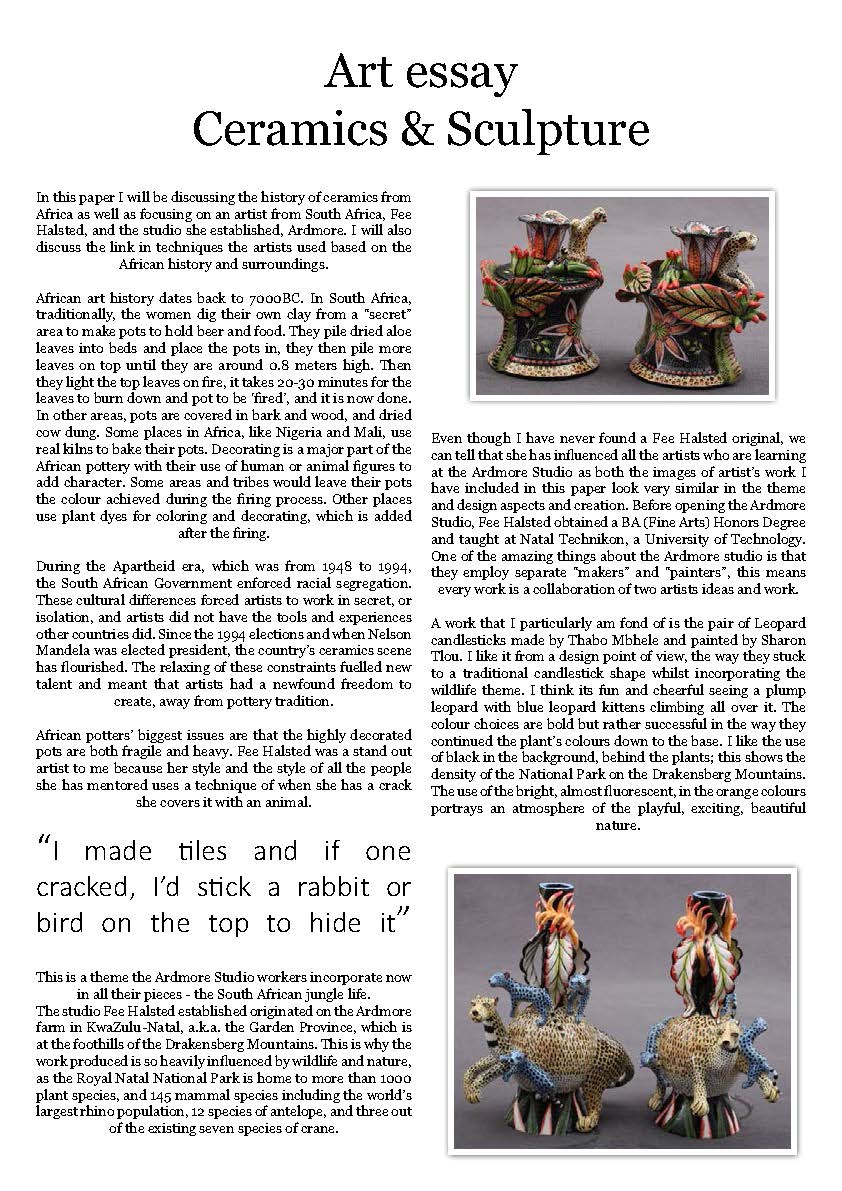 Art essay
Ceramics & Sculpture
In this paper I will be discussing the history of ceramics from
Africa as well as focusing on an artist from South Africa, Fee
Halsted, and the studio she established, Ardmore. I will also
discuss the link in techniques the artists used based on the
African history and surroundings.
African art history dates back to 7000BC. In South Africa,
traditionally, the women dig their own clay from a "secret"
area to make pots to hold beer and food. They pile dried aloe
leaves into beds and place the pots in, they then pile more
leaves on top until they are around 0.8 meters high. Then
they light the top leaves on fire, it takes 20-30 minutes for the
leaves to burn down and pot to be 'fired', and it is now done.
In other areas, pots are covered in bark and wood, and dried
cow dung. Some places in Africa, like Nigeria and Mali, use
real kilns to bake their pots. Decorating is a major part of the
African pottery with their use of human or animal figures to
add character. Some areas and tribes would leave their pots
the colour achieved during the firing process. Other places
use plant dyes for coloring and decorating, which is added
after the firing.
During the Apartheid era, which was from 1948 to 1994,
the South African Government enforced racial segregation.
These cultural differences forced artists to work in secret, or
isolation, and artists did not have the tools and experiences
other countries did. Since the 1994 elections and when Nelson
Mandela was elected president, the country's ceramics scene
has flourished. The relaxing of these constraints fuelled new
talent and meant that artists had a newfound freedom to
create, away from pottery tradition.
African potters' biggest issues are that the highly decorated
pots are both fragile and heavy. Fee Halsted was a stand out
artist to me because her style and the style of all the people
she has mentored uses a technique of when she has a crack
she covers it with an animal.
“I made tiles and if one
cracked, I'd stick a rabbit or
bird on the top to hide it”
This is a theme the Ardmore Studio workers incorporate now
in all their pieces - the South African jungle life.
The studio Fee Halsted established originated on the Ardmore
farm in KwaZulu-Natal, a.k.a. the Garden Province, which is
at the foothills of the Drakensberg Mountains. This is why the
work produced is so heavily influenced by wildlife and nature,
as the Royal Natal National Park is home to more than 1000
plant species, and 145 mammal species including the world's
largest rhino population, 12 species of antelope, and three out
of the existing seven species of crane.
Even though I have never found a Fee Halsted original, we
can tell that she has influenced all the artists who are learning
at the Ardmore Studio as both the images of artist's work I
have included in this paper look very similar in the theme
and design aspects and creation. Before opening the Ardmore
Studio, Fee Halsted obtained a BA (Fine Arts) Honors Degree
and taught at Natal Technikon, a University of Technology.
One of the amazing things about the Ardmore studio is that
they employ separate "makers" and "painters", this means
every work is a collaboration of two artists ideas and work.
A work that I particularly am fond of is the pair of Leopard
candlesticks made by Thabo Mbhele and painted by Sharon
Tlou. I like it from a design point of view, the way they stuck
to a traditional candlestick shape whilst incorporating the
wildlife theme. I think its fun and cheerful seeing a plump
leopard with blue leopard kittens climbing all over it. The
colour choices are bold but rather successful in the way they
continued the plant's colours down to the base. I like the use
of black in the background, behind the plants; this shows the
density of the National Park on the Drakensberg Mountains.
The use of the bright, almost fluorescent, in the orange colours
portrays an atmosphere of the playful, exciting, beautiful
nature.